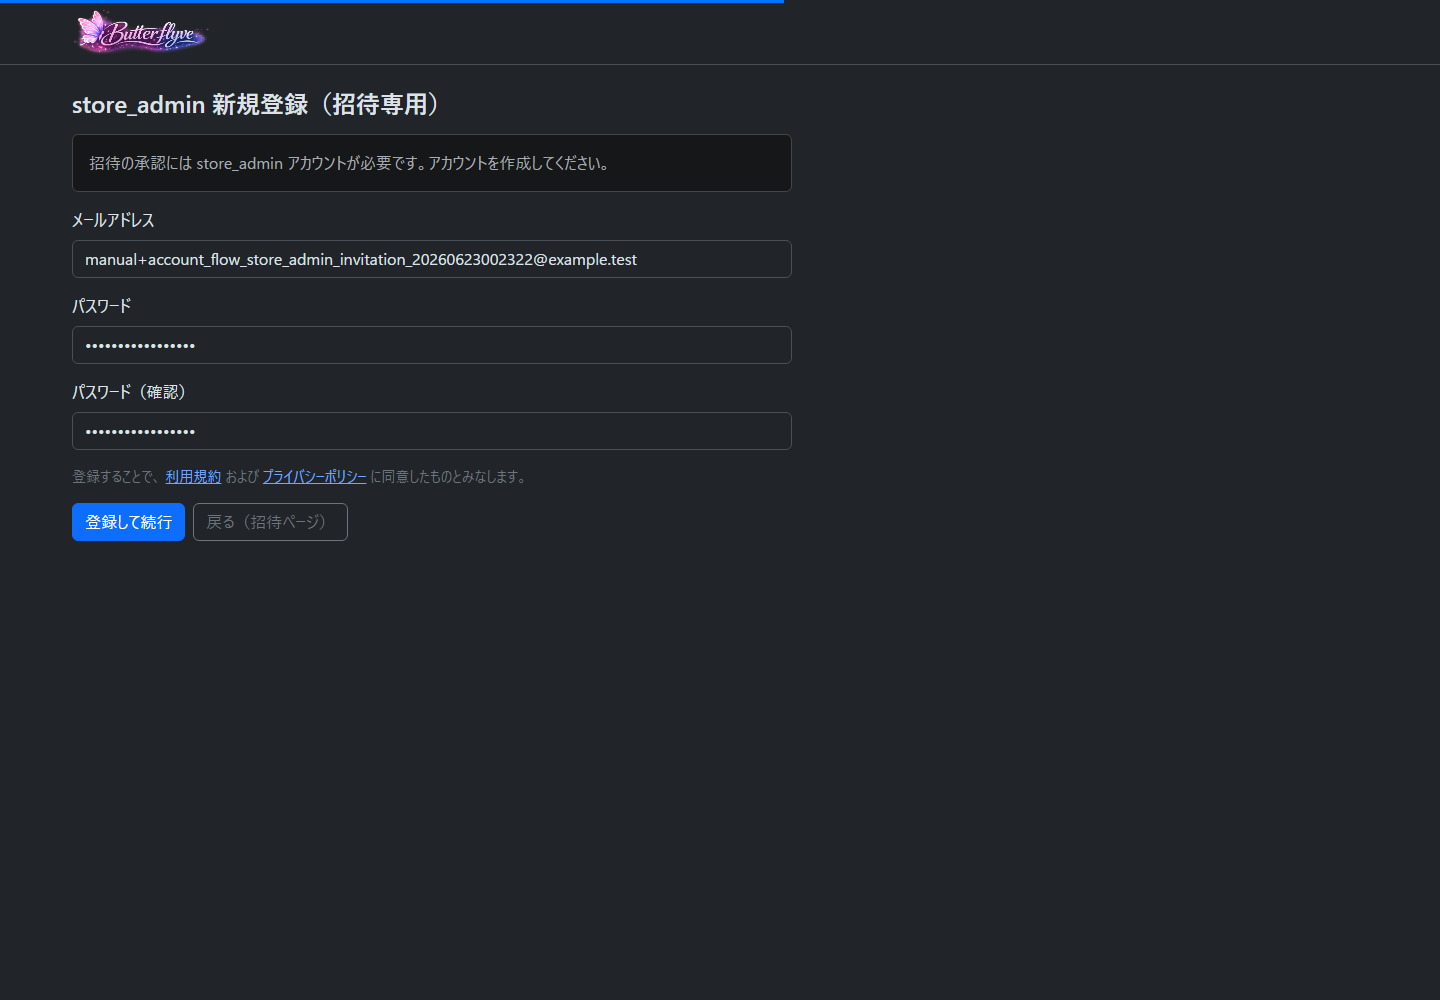 Butterflyve
store_admin 新規登録（招待専用）
招待の承認には store_admin アカウントが必要です。アカウントを作成してください。
メールアドレス
manual+account_flow_store_admin_invitation_20260623002322@example.test
パスワード
•••••••••••••••••
パスワード（確認）
•••••••••••••••••
登録することで、 利用規約 および プライバシーポリシー に同意したものとみなします。
登録して続行 戻る（招待ページ）